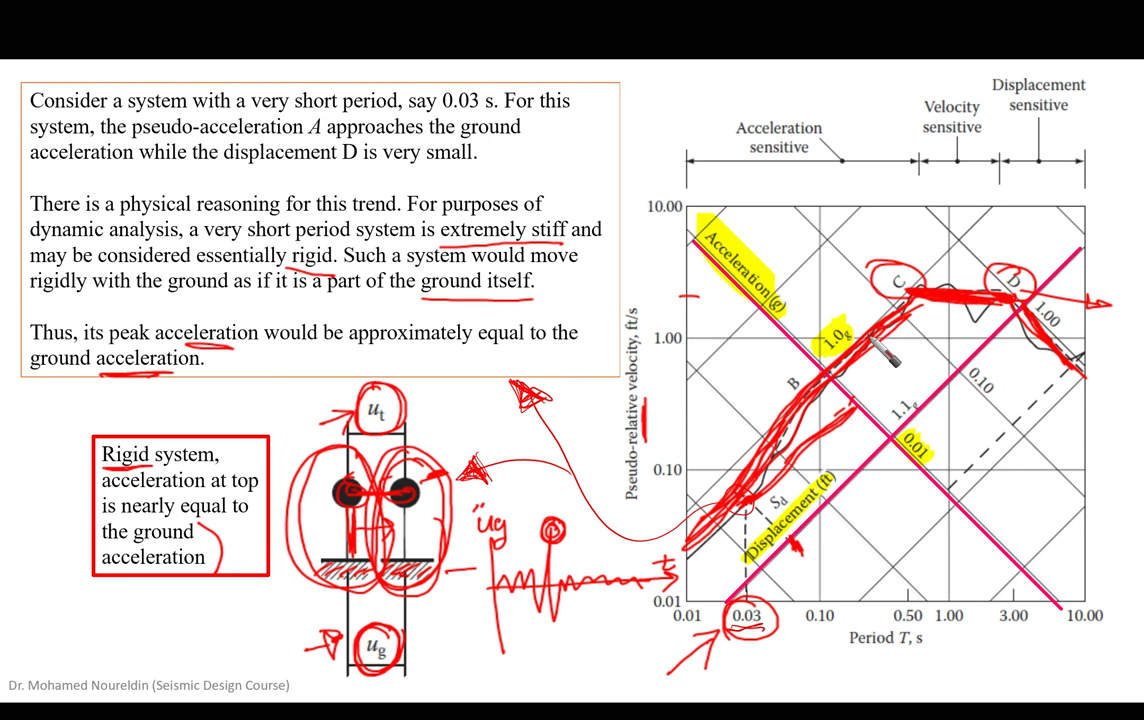 Consider a system with a very short period, say 0.03 s. For this
system, the pseudo-acceleration A approaches the ground
acceleration while the displacement D is very small.
There is a physical reasoning for this trend. For purposes of
dynamic analysis, a very short period system is extremely stiff and
may be considered essentially rigid. Such a system would move
rigidly with the ground as if it is a part of the ground itself.
Thus, its peak acceleration would be approximately equal to the
ground acceleration.
Rigid system,
acceleration at top
is nearly equal to
the ground
acceleration
ut
ug
üg
t
Displacement
sensitive
Velocity
sensitive
Acceleration
sensitive
10.00
1.00
0.10
0.01
Pseudo-relative velocity, ft/s
Acceleration (g)
1.0g
B
C
D
1.00
0.10
1.1g
0.01
Sd
Displacement (ft)
0.01
0.03
0.10
0.50
1.00
3.00
10.00
Period T, s
Dr. Mohamed Noureldin (Seismic Design Course)